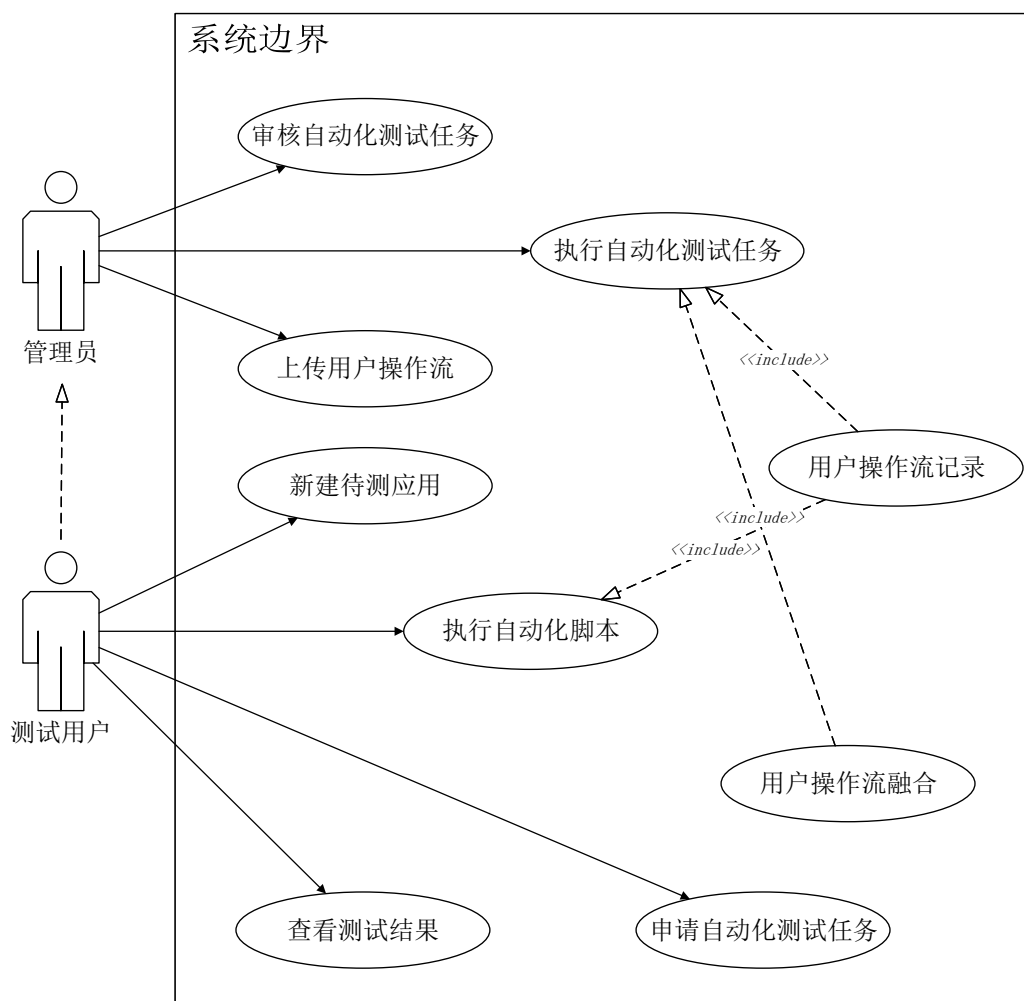 系统边界
审核自动化测试任务
执行自动化测试任务
管理员
上传用户操作流
<<include>>
用户操作流记录
新建待测应用
<<include>>
<<include>>
执行自动化脚本
测试用户
用户操作流融合
查看测试结果
申请自动化测试任务